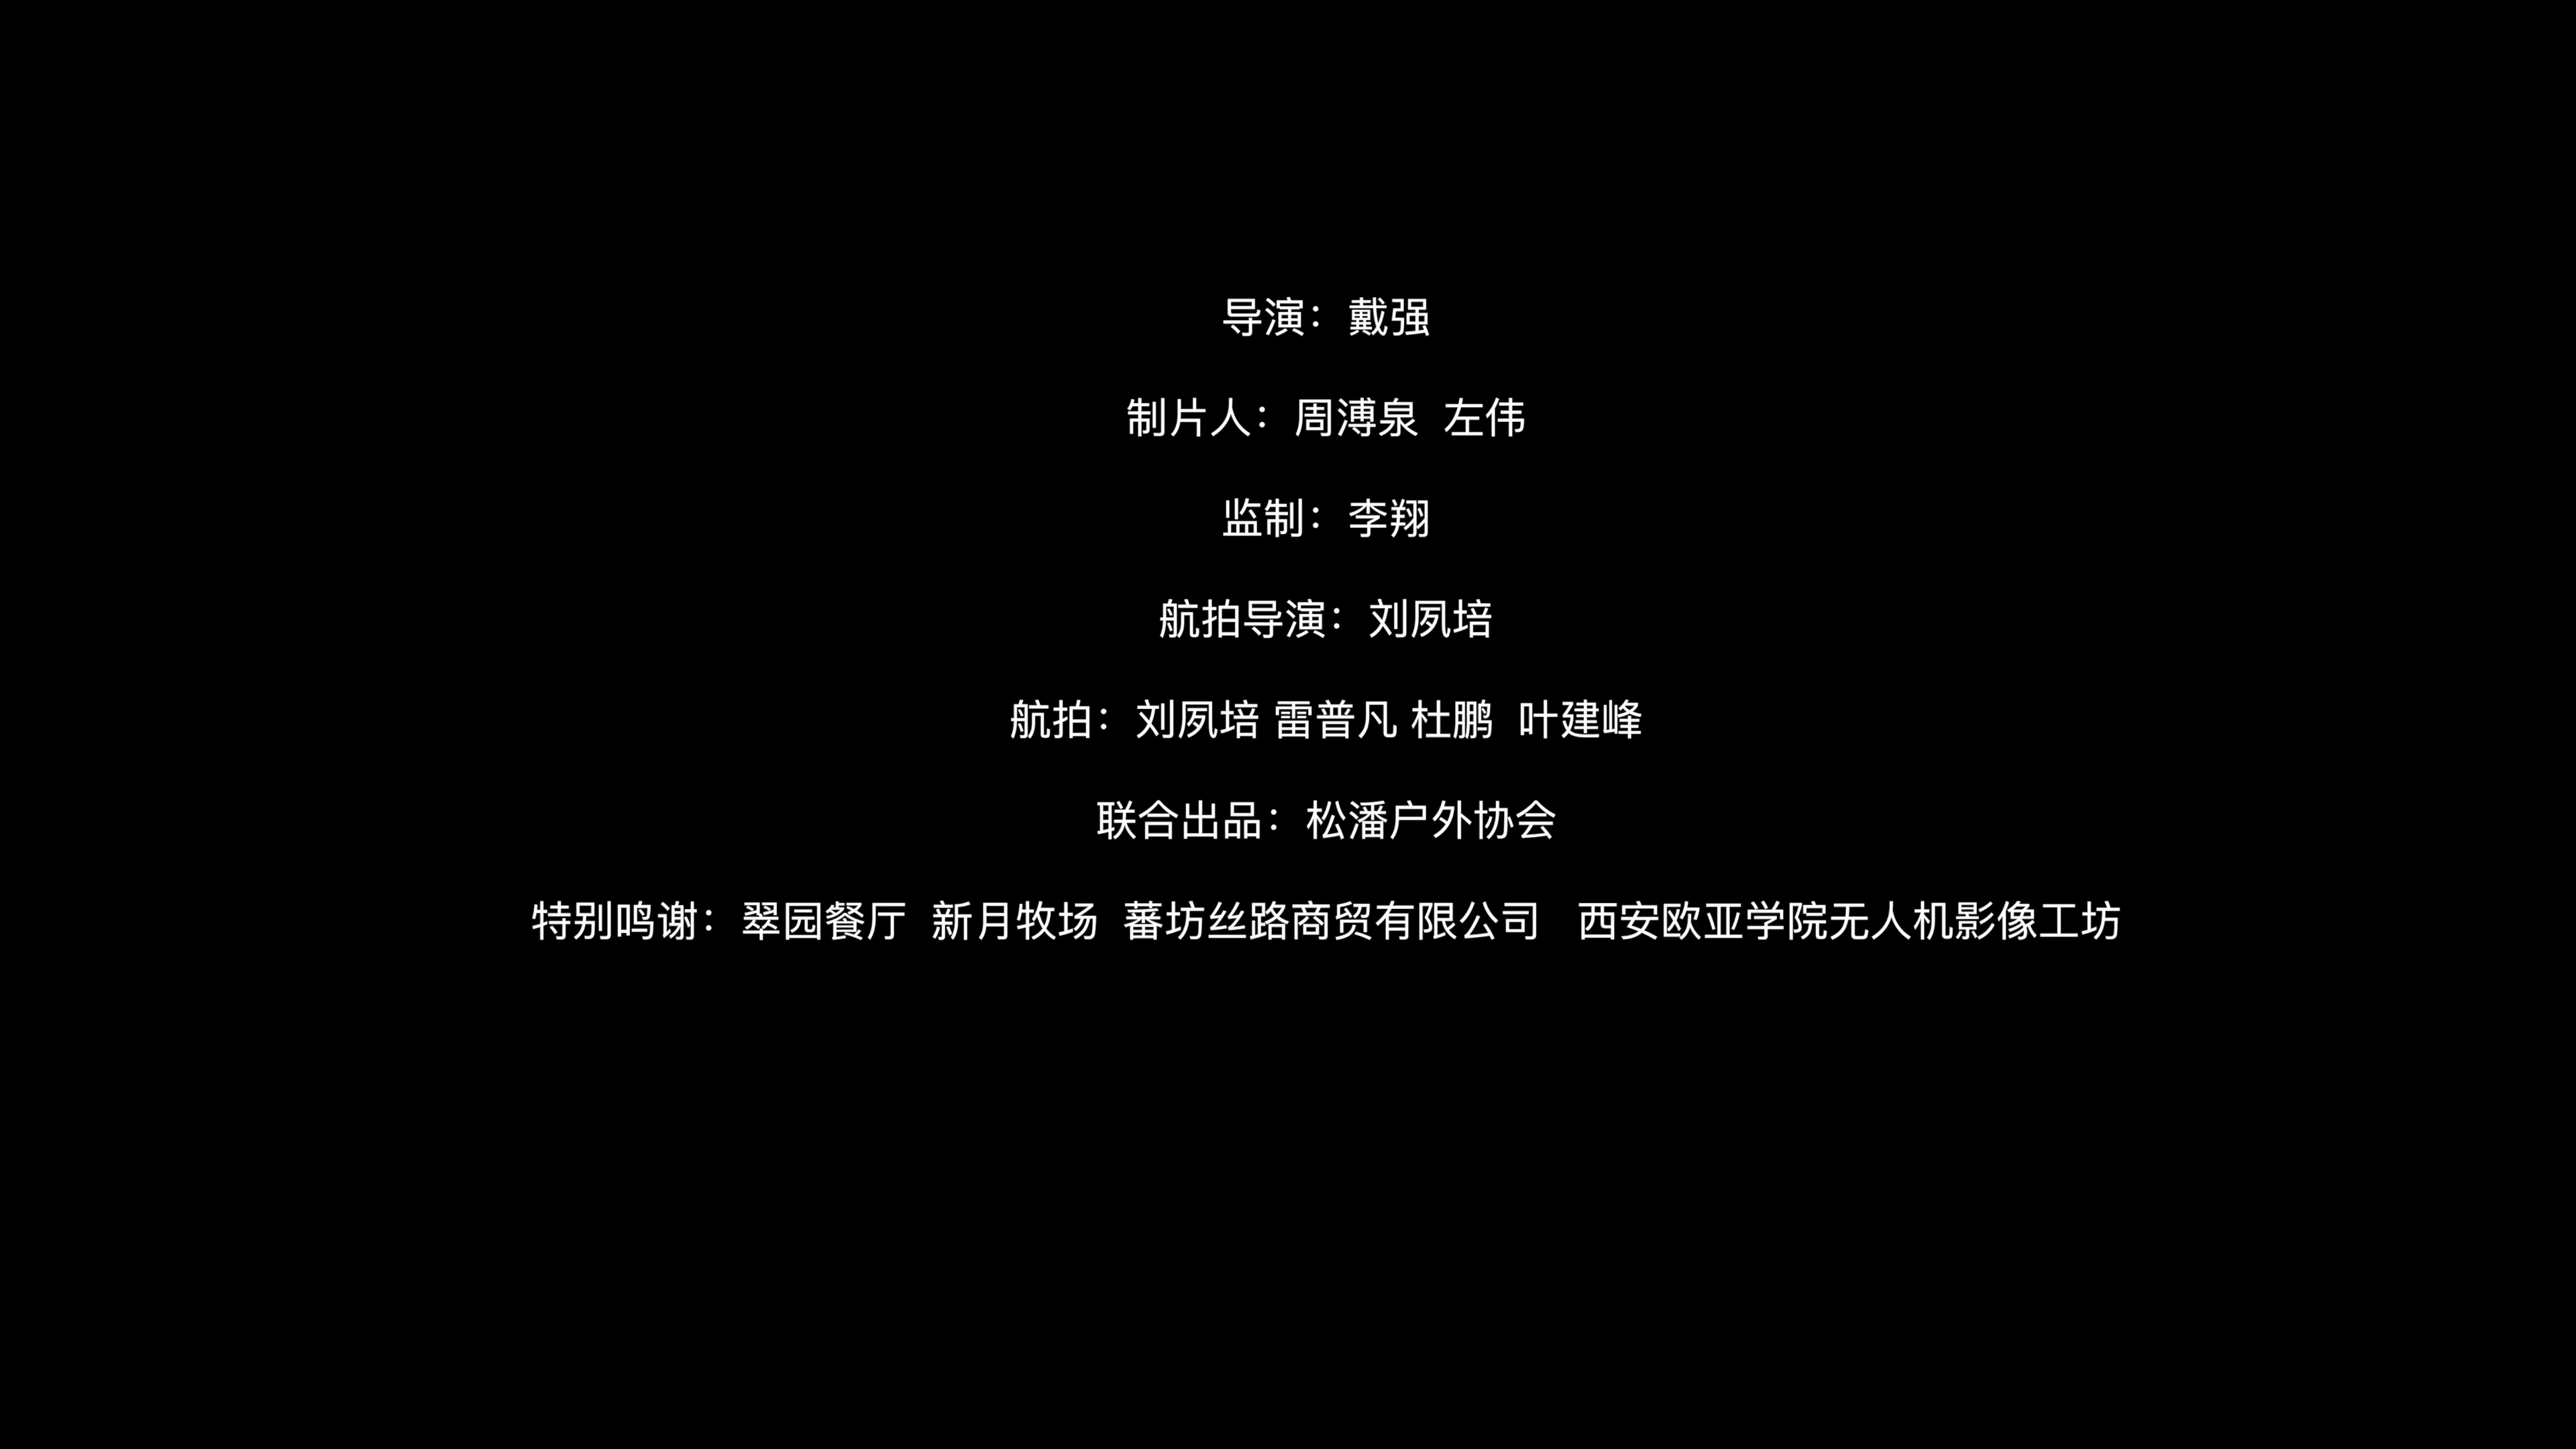 导演：戴强
制片人：周溥泉 左伟
监制：李翔
航拍导演：刘夙培
航拍：刘夙培 雷普凡 杜鹏 叶建峰
联合出品：松潘户外协会
特别鸣谢：翠园餐厅 新月牧场 蕃坊丝路商贸有限公司 西安欧亚学院无人机影像工坊